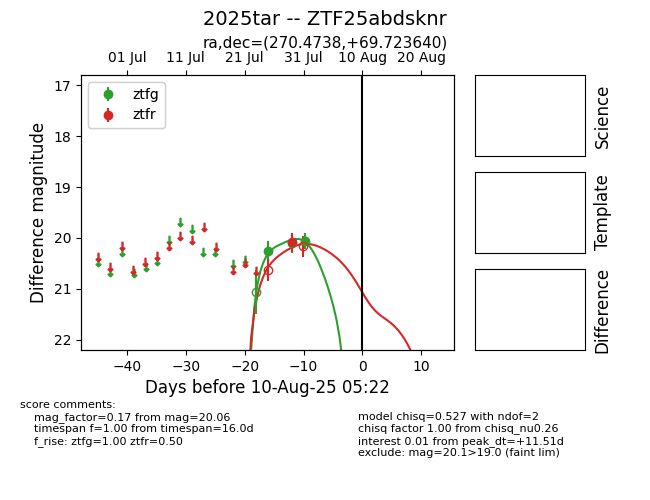 2025tar -- ZTF25abdsknr
ra,dec=(270.4738,+69.723640)
01 Jul 11 Jul 21 Jul 31 Jul 10 Aug 20 Aug
17
18
19
20
21
22
Difference magnitude
ztfg
ztfr
−40 −30 −20 −10 0 10
Days before 10-Aug-25 05:22
Science
Template
Difference
score comments:
mag_factor=0.17 from mag=20.06
timespan f=1.00 from timespan=16.0d
f_rise: ztfg=1.00 ztfr=0.50
model chisq=0.527 with ndof=2
chisq factor 1.00 from chisq_nu0.26
interest 0.01 from peak_dt=+11.51d
exclude: mag=20.1>19.0 (faint lim)